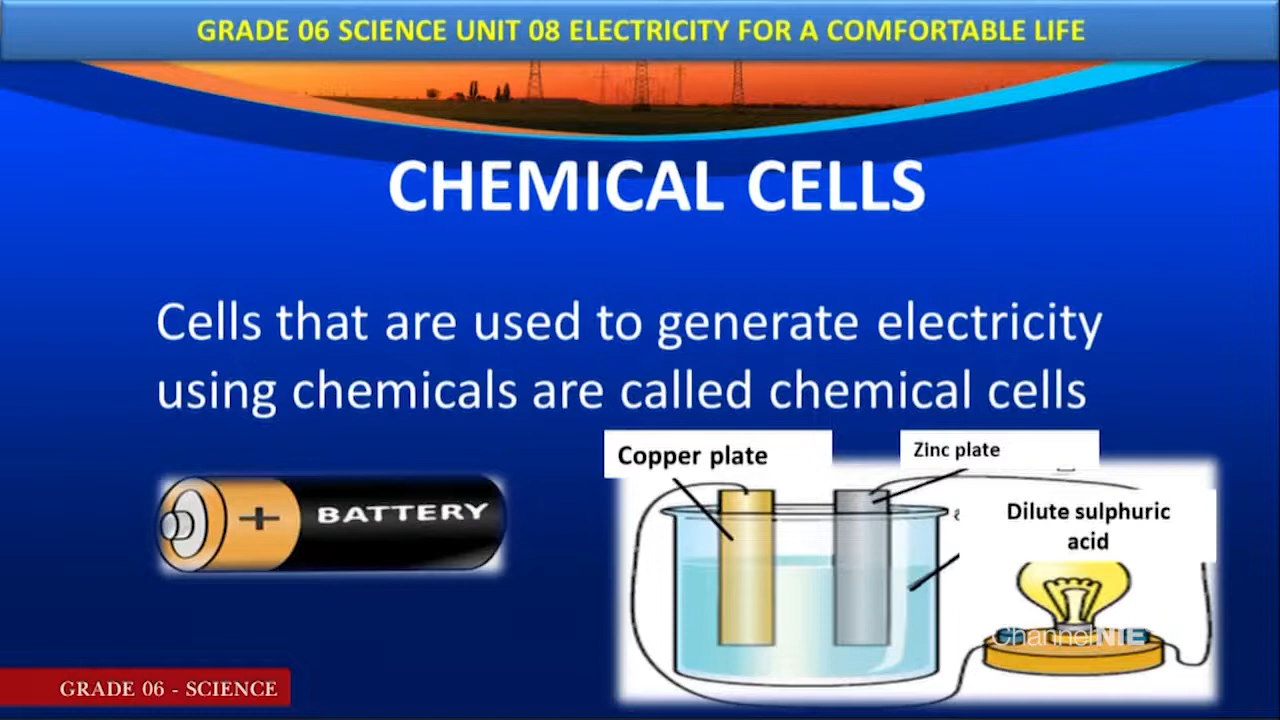 GRADE 06 SCIENCE UNIT 08 ELECTRICITY FOR A COMFORTABLE LIFE
CHEMICAL CELLS
Cells that are used to generate electricity
using chemicals are called chemical cells
Copper plate
Zinc plate
+ BATTERY
Dilute sulphuric
acid
ChannelNIE
GRADE 06 - SCIENCE